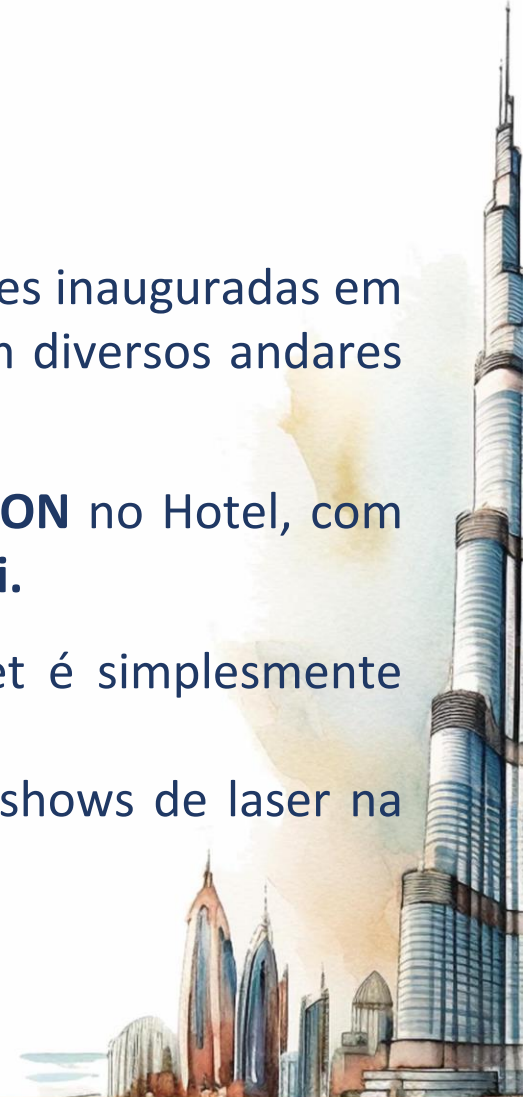 es inauguradas em
diversos andares
ON no Hotel, com
i.
et é simplesmente
shows de laser na